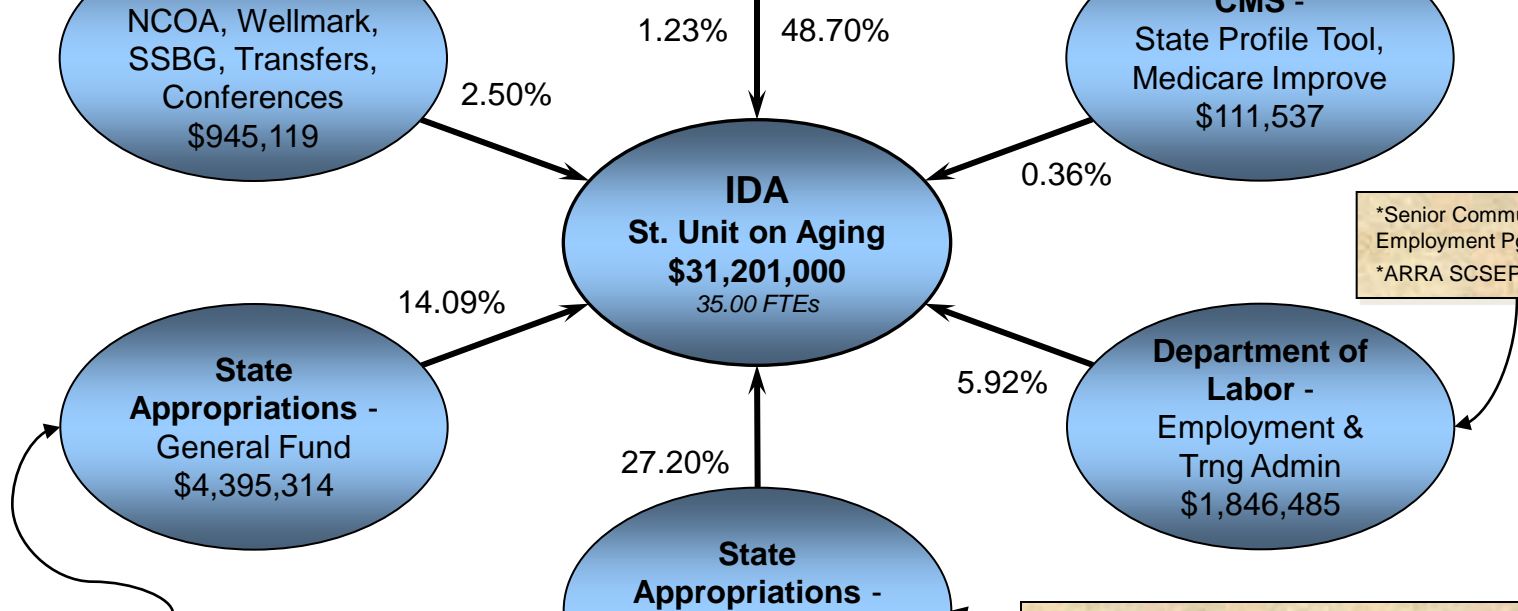 NCOA, Wellmark,
SSBG, Transfers,
Conferences
$945,119
2.50%
1.23%
48.70%
CMS -
State Profile Tool,
Medicare Improve
$111,537
0.36%
IDA
St. Unit on Aging
$31,201,000
35.00 FTEs
*Senior
Employment
*ARRA SCSEP
14.09%
State
Appropriations -
General Fund
$4,395,314
5.92%
Department of
Labor -
Employment &
Trng Admin
$1,846,485
27.20%
State
Appropriations -